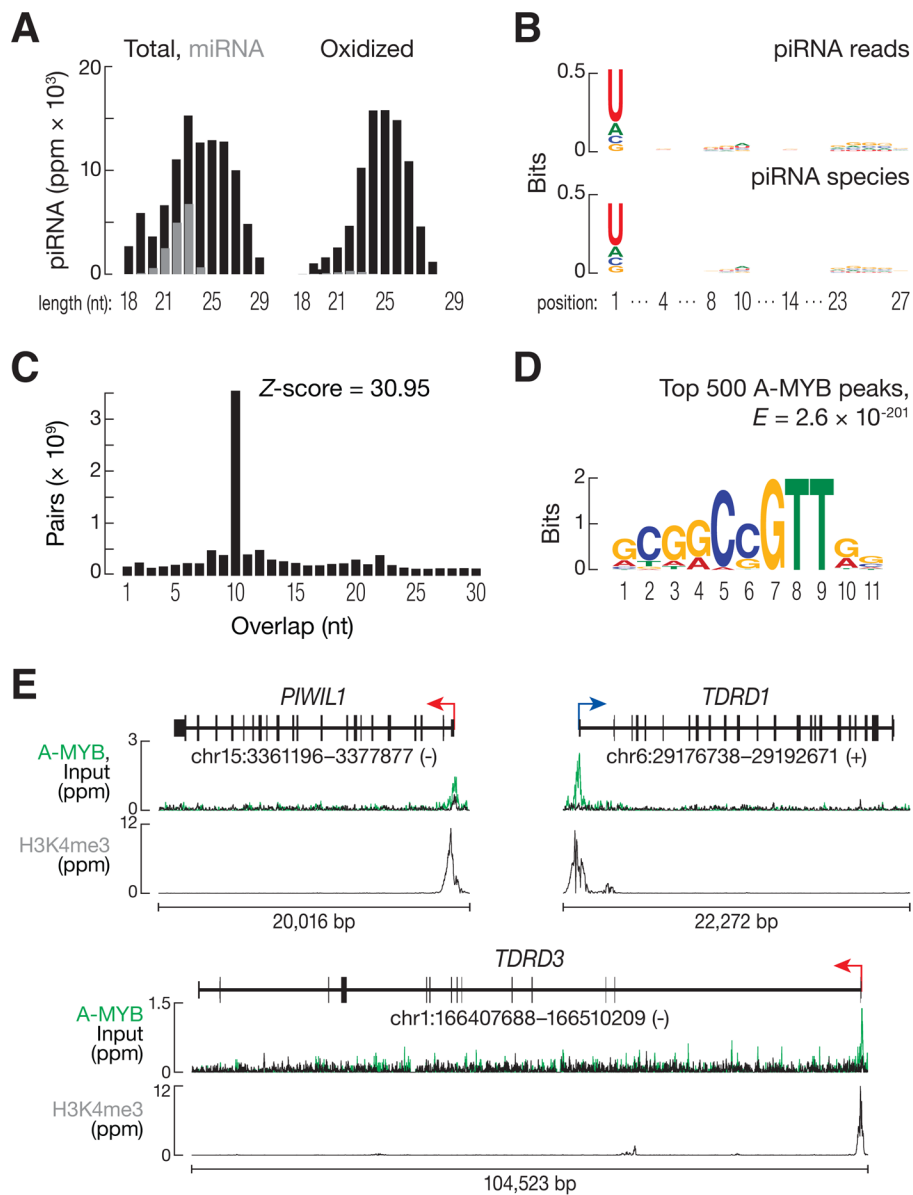 A
Total, miRNA
Oxidized
piRNA (ppm × 10³)
20
10
0
length (nt): 18 21 25 29 18 21 25 29
B
piRNA reads
Bits
0.5
0
U
A
C
G
piRNA species
0.5
0
U
A
C
G
position: 1 ··· 4 ··· 8 10 ··· 14 ··· 23 27
C
Z-score = 30.95
Pairs (× 10⁹)
3
2
1
0
1 5 10 15 20 25 30
Overlap (nt)
D
Top 500 A-MYB peaks,
E = 2.6 × 10⁻²⁰¹
Bits
2
1
0
GCGGCCGTTGG
1 2 3 4 5 6 7 8 9 10 11
E
PIWIL1
chr15:3361196–3377877 (-)
A-MYB,
Input
(ppm)
3
0
H3K4me3
(ppm)
12
0
20,016 bp
TDRD1
chr6:29176738–29192671 (+)
22,272 bp
TDRD3
chr1:166407688–166510209 (-)
A-MYB
Input
(ppm)
1.5
0
H3K4me3
(ppm)
12
0
104,523 bp